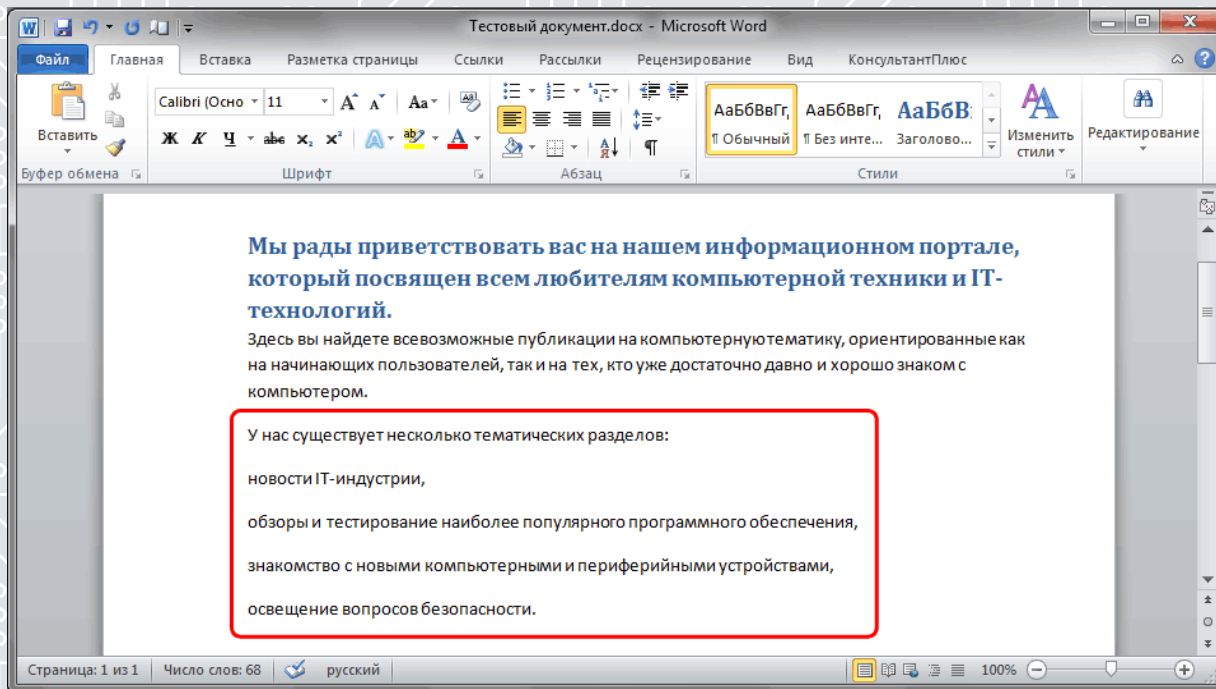 Тестовый документ.docx - Microsoft Word
Файл Главная Вставка Разметка страницы Ссылки Рассылки Рецензирование Вид КонсультантПлюс
Вставить
Calibri (Осно 11
Ж К Ч abc x₂ x²
Буфер обмена Шрифт Абзац Стили
АаБбВвГг, АаБбВвГг, АаБбВ
¶ Обычный ¶ Без инте... Заголово...
Изменить стили
Редактирование
Мы рады приветствовать вас на нашем информационном портале,
который посвящен всем любителям компьютерной техники и IT-
технологий.
Здесь вы найдете всевозможные публикации на компьютерную тематику, ориентированные как
на начинающих пользователей, так и на тех, кто уже достаточно давно и хорошо знаком с
компьютером.
У нас существует несколько тематических разделов:
новости IT-индустрии,
обзоры и тестирование наиболее популярного программного обеспечения,
знакомство с новыми компьютерными и периферийными устройствами,
освещение вопросов безопасности.
Страница: 1 из 1 Число слов: 68 русский 100%